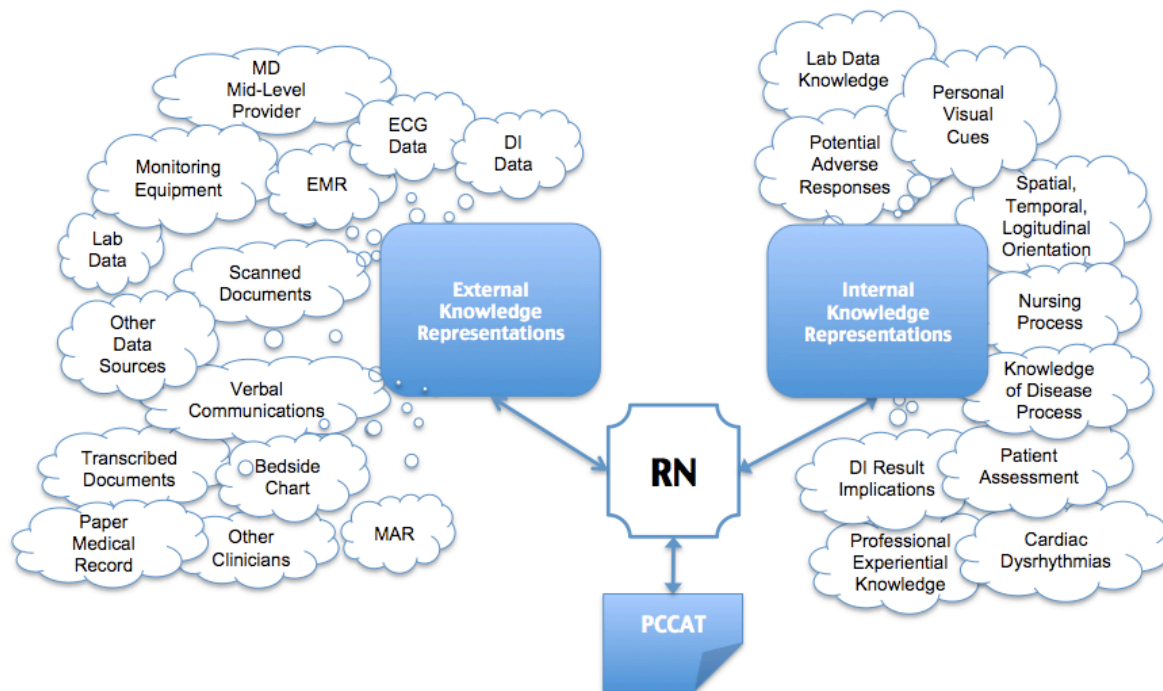 MD
Mid-Level
Provider
ECG
Data
DI
Data
Monitoring
Equipment
EMR
Lab
Data
Scanned
Documents
Other
Data
Sources
Verbal
Communications
Transcribed
Documents
Bedside
Chart
Paper
Medical
Record
Other
Clinicians
MAR
External
Knowledge
Representations
RN
PCCAT
Internal
Knowledge
Representations
Lab Data
Knowledge
Personal
Visual
Cues
Potential
Adverse
Responses
Spatial,
Temporal,
Logitudinal
Orientation
Nursing
Process
Knowledge
of Disease
Process
DI Result
Implications
Patient
Assessment
Professional
Experiential
Knowledge
Cardiac
Dysrhythmias